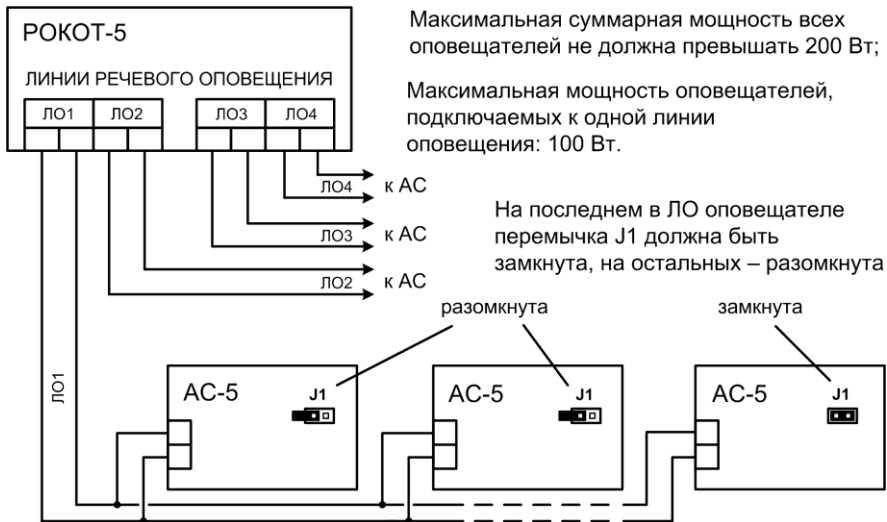 РОКОТ-5
ЛИНИИ РЕЧЕВОГО ОПОВЕЩЕНИЯ
ЛО1 ЛО2 ЛО3 ЛО4
Максимальная суммарная мощность всех
оповещателей не должна превышать 200 Вт;
Максимальная мощность оповещателей,
подключаемых к одной линии
оповещения: 100 Вт.
ЛО4 к АС
ЛО3 к АС
ЛО2 к АС
На последнем в ЛО оповещателе
перемычка J1 должна быть
замкнута, на остальных – разомкнута
разомкнута
замкнута
ЛО1
АС-5 J1
АС-5 J1
АС-5 J1